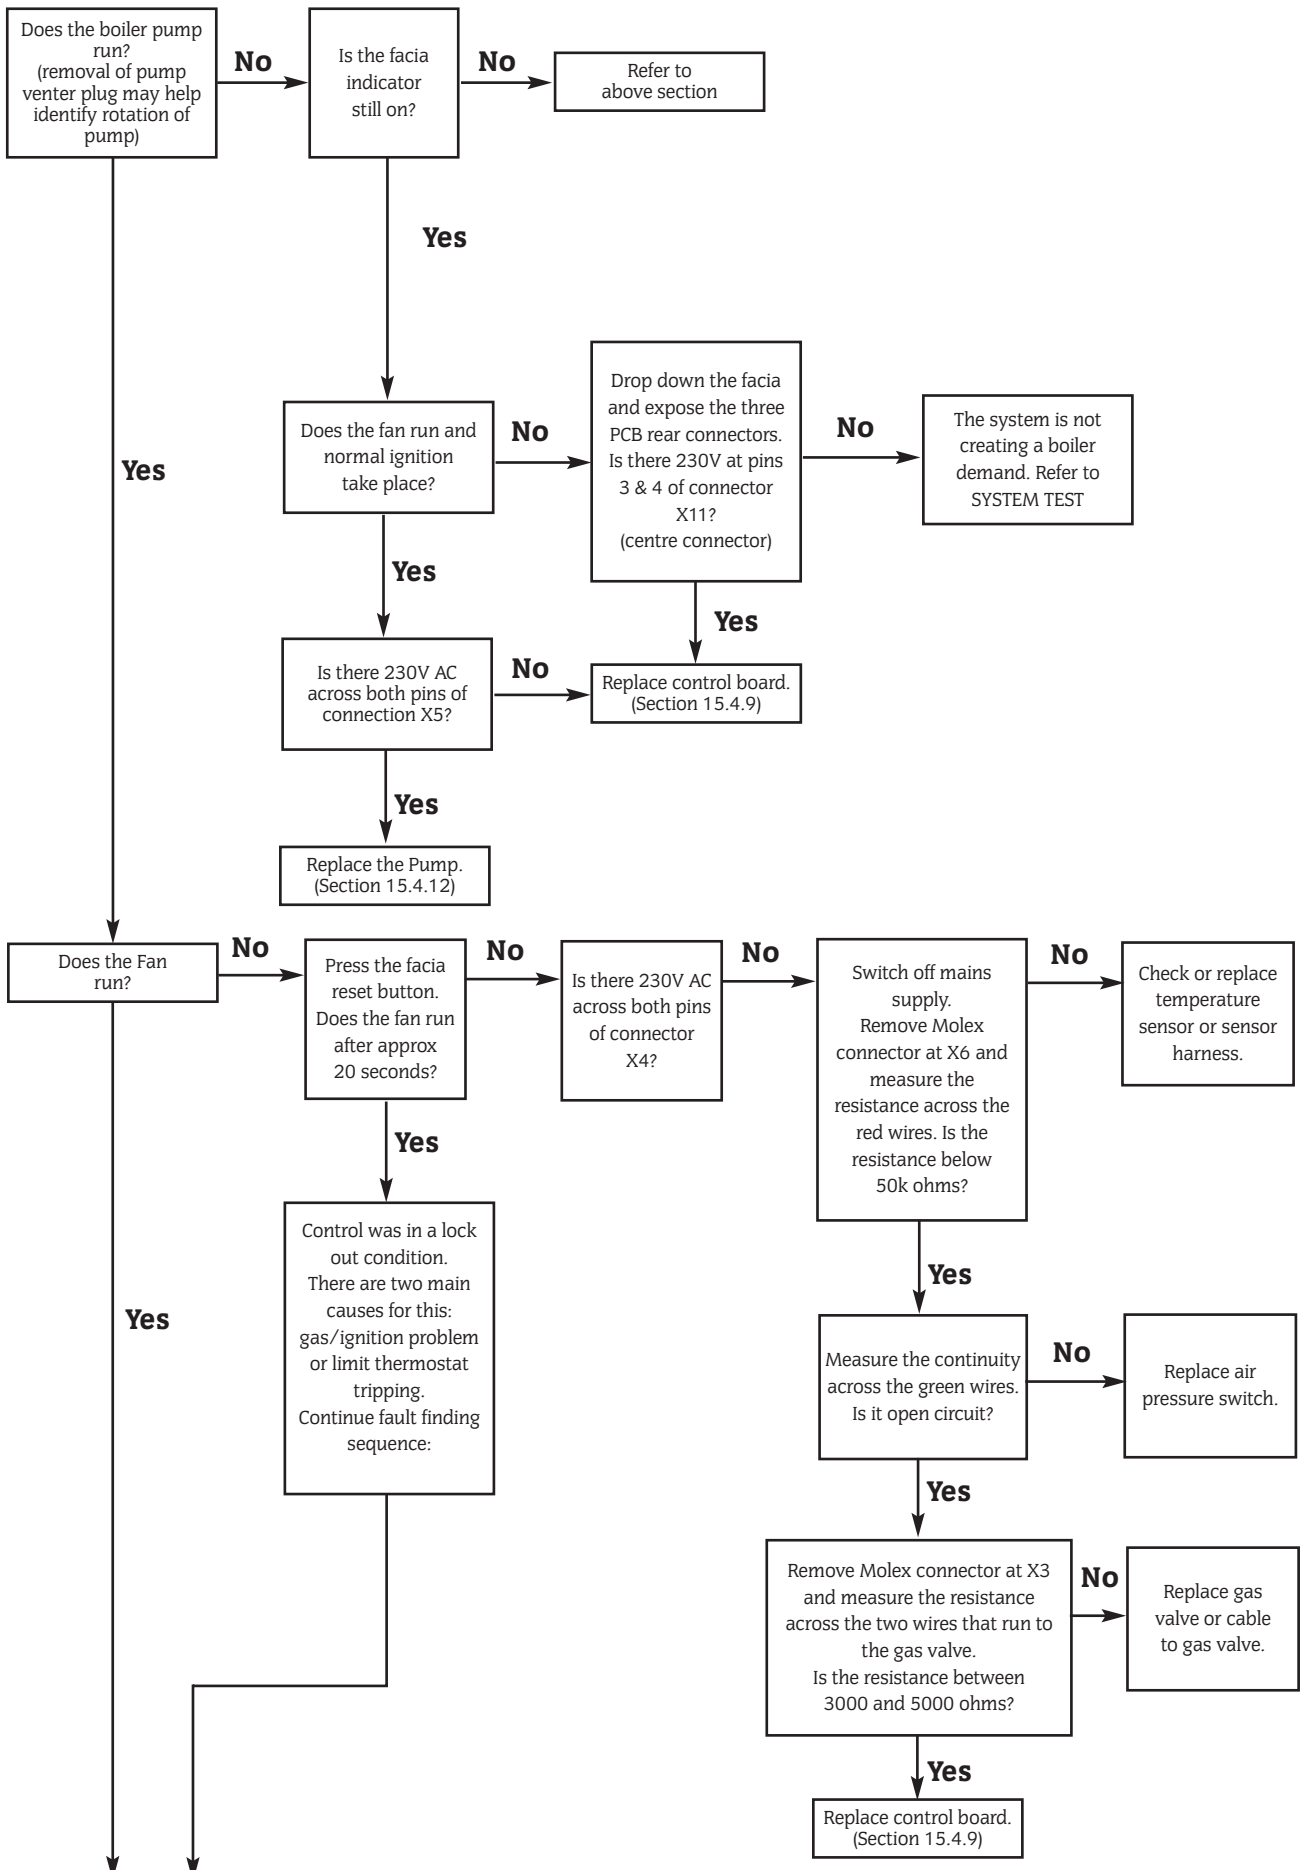 Does the boiler pump
run?
(removal of pump
venter plug may help
identify rotation of
pump)
No
Is the facia
indicator
still on?
No
Refer to
above section
Yes
Yes
Does the fan run and
normal ignition
take place?
No
Drop down the facia
and expose the three
PCB rear connectors.
Is there 230V at pins
3 & 4 of connector
X11?
(centre connector)
No
The system is not
creating a boiler
demand. Refer to
SYSTEM TEST
Yes
Yes
Is there 230V AC
across both pins of
connection X5?
No
Replace control board.
(Section 15.4.9)
Yes
Replace the Pump.
(Section 15.4.12)
Does the Fan
run?
No
Press the facia
reset button.
Does the fan run
after approx
20 seconds?
No
Is there 230V AC
across both pins
of connector
X4?
No
Switch off mains
supply.
Remove Molex
connector at X6 and
measure the
resistance across the
red wires. Is the
resistance below
50k ohms?
No
Check or replace
temperature
sensor or sensor
harness.
Yes
Control was in a lock
out condition.
There are two main
causes for this:
gas/ignition problem
or limit thermostat
tripping.
Continue fault finding
sequence:
Yes
Yes
Measure the continuity
across the green wires.
Is it open circuit?
No
Replace air
pressure switch.
Yes
Remove Molex connector at X3
and measure the resistance
across the two wires that run to
the gas valve.
Is the resistance between
3000 and 5000 ohms?
No
Replace gas
valve or cable
to gas valve.
Yes
Replace control board.
(Section 15.4.9)